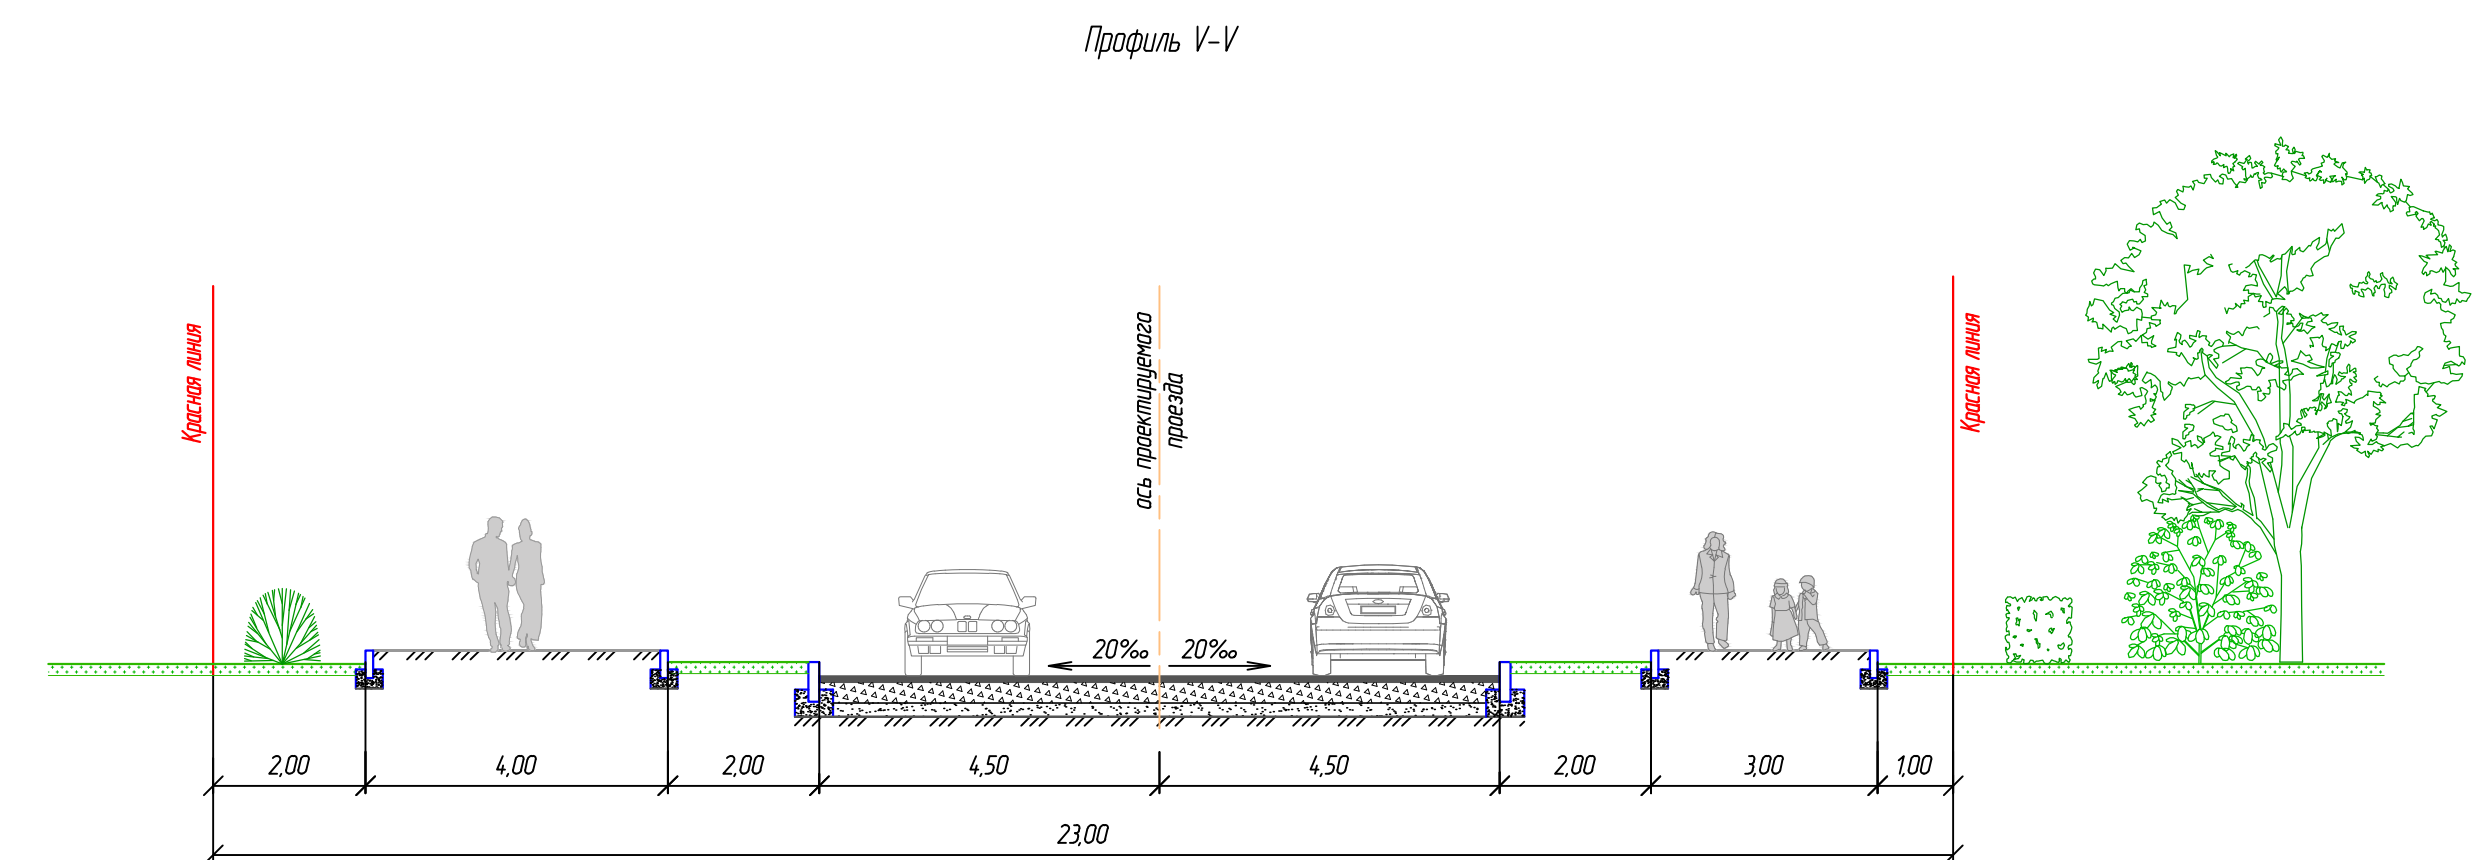 Профиль V-V
Красная линия
ось проектируемого
проезда
Красная линия
20‰ 20‰
2,00 4,00 2,00 4,50 4,50 2,00 3,00 1,00
23,00